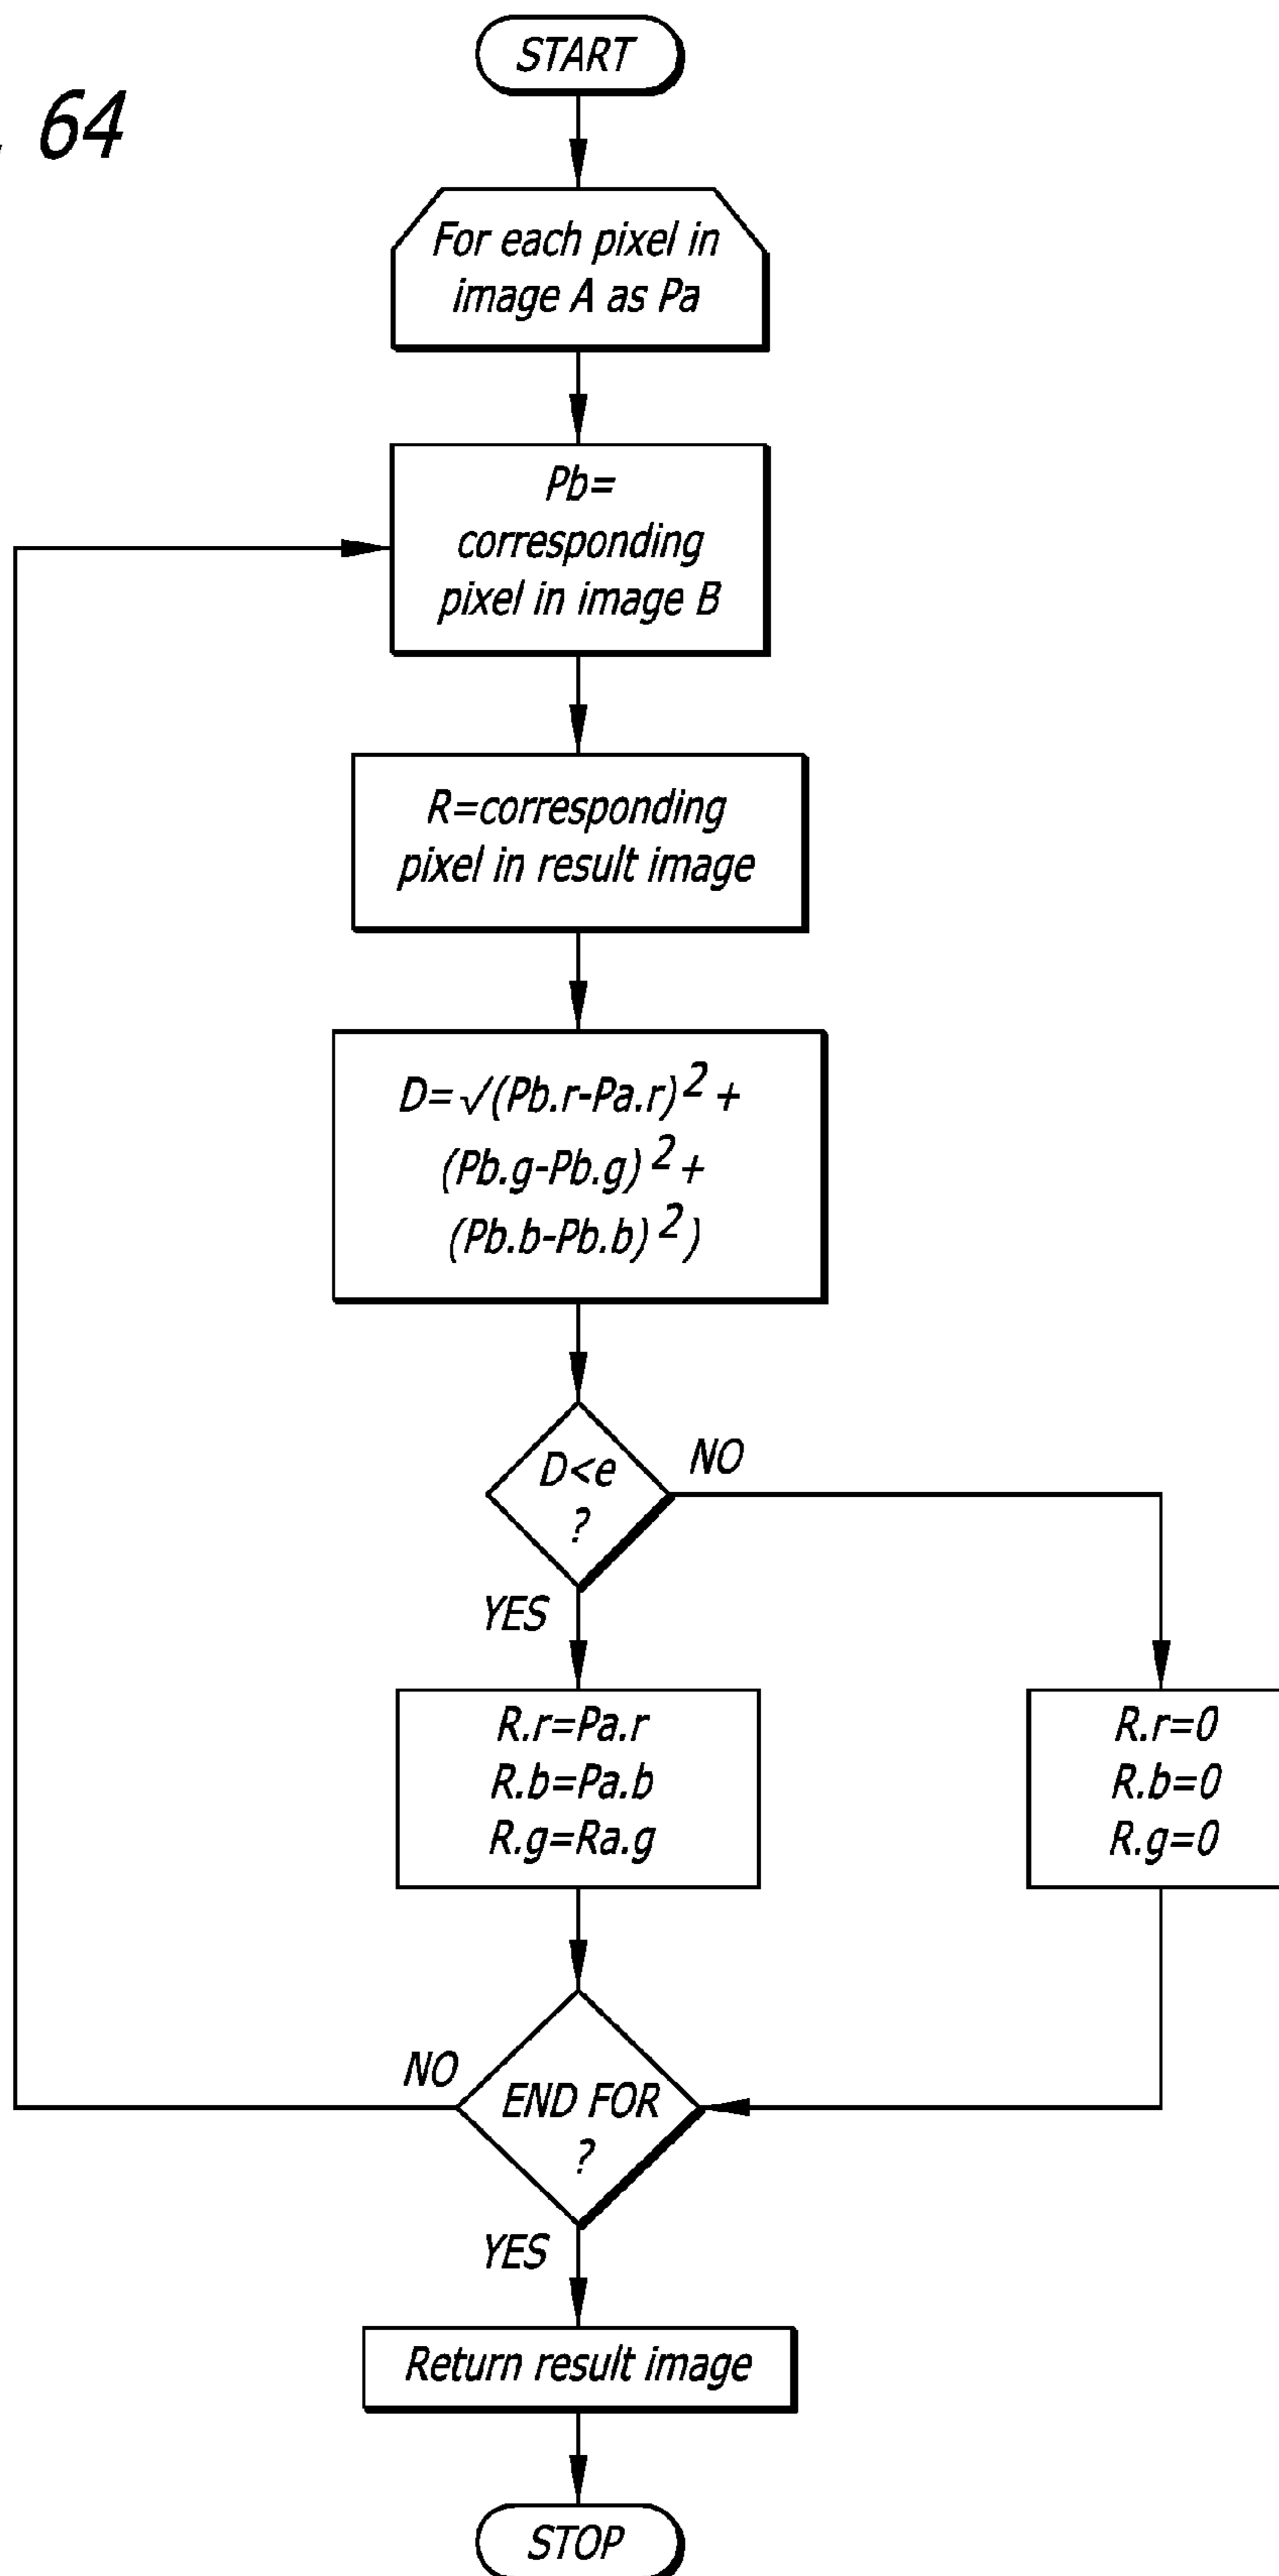 . 64
START
For each pixel in
image A as Pa
Pb=
corresponding
pixel in image B
R=corresponding
pixel in result image
D=√(Pb.r-Pa.r)² +
(Pb.g-Pb.g)²+
(Pb.b-Pb.b)²)
D<e
?
NO
YES
R.r=Pa.r
R.b=Pa.b
R.g=Ra.g
R.r=0
R.b=0
R.g=0
NO
END FOR
?
YES
Return result image
STOP